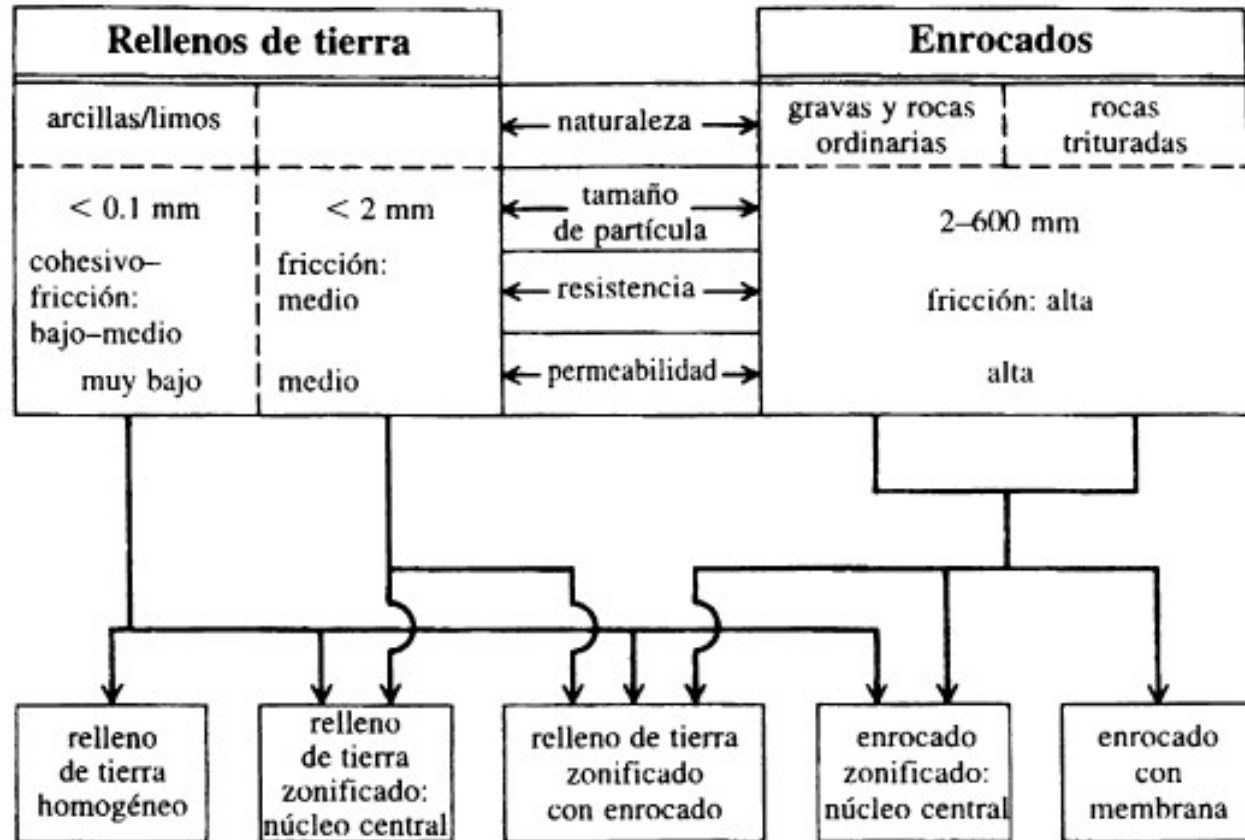 Rellenos de tierra
Enrocados
arcillas/limos
naturaleza
gravas y rocas
ordinarias
rocas
trituradas
< 0.1 mm
< 2 mm
tamaño
de partícula
2–600 mm
cohesivo–
fricción:
bajo–medio
fricción:
medio
resistencia
fricción: alta
muy bajo
medio
permeabilidad
alta
relleno
de tierra
homogéneo
relleno
de tierra
zonificado:
núcleo central
relleno de tierra
zonificado
con enrocado
enrocado
zonificado:
núcleo central
enrocado
con
membrana